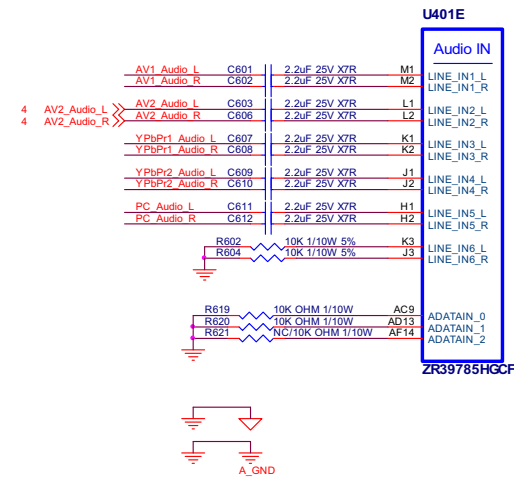 U401E
Audio IN
AV1_Audio_L C601 2.2uF 25V X7R M1 LINE_IN1_L
AV1_Audio_R C602 2.2uF 25V X7R M2 LINE_IN1_R
4 AV2_Audio_L AV2_Audio_L C603 2.2uF 25V X7R L1 LINE_IN2_L
4 AV2_Audio_R AV2_Audio_R C606 2.2uF 25V X7R L2 LINE_IN2_R
YPbPr1_Audio_L C607 2.2uF 25V X7R K1 LINE_IN3_L
YPbPr1_Audio_R C608 2.2uF 25V X7R K2 LINE_IN3_R
YPbPr2_Audio_L C609 2.2uF 25V X7R J1 LINE_IN4_L
YPbPr2_Audio_R C610 2.2uF 25V X7R J2 LINE_IN4_R
PC_Audio_L C611 2.2uF 25V X7R H1 LINE_IN5_L
PC_Audio_R C612 2.2uF 25V X7R H2 LINE_IN5_R
R602 10K 1/10W 5% K3 LINE_IN6_L
R604 10K 1/10W 5% J3 LINE_IN6_R
R619 10K OHM 1/10W AC9 ADATAIN_0
R620 10K OHM 1/10W AD13 ADATAIN_1
R621 NC/10K OHM 1/10W AF14 ADATAIN_2
ZR39785HGCF
A_GND